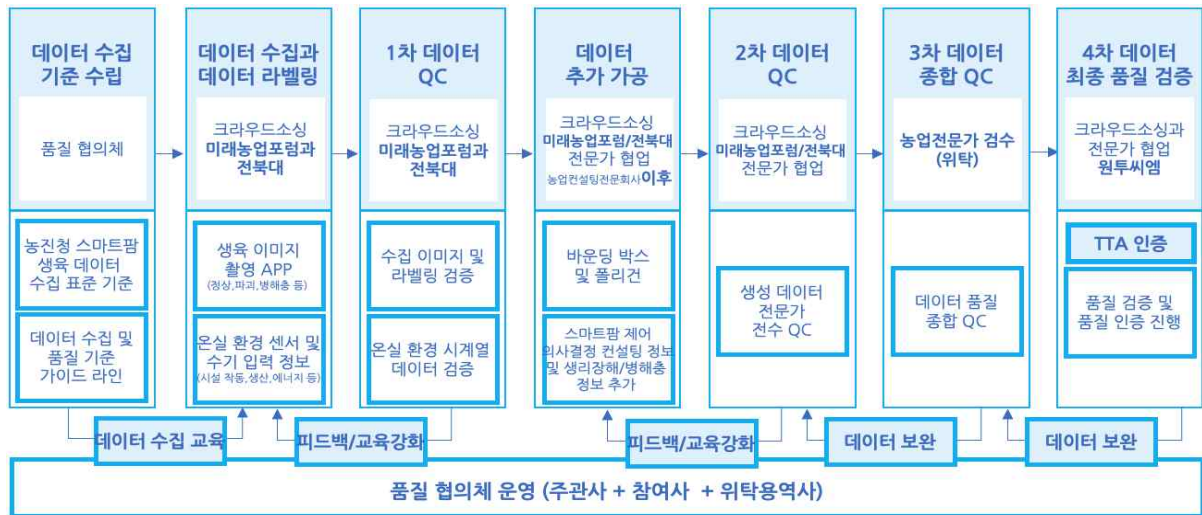 데이터 수집
기준 수립
품질 협의체
농진청 스마트팜
생육 데이터
수집 표준 기준
데이터 수집 및
품질 기준
가이드 라인
데이터 수집과
데이터 라벨링
크라우드소싱
미래농업포럼과
전북대
생육 이미지
촬영 APP
(정상,파괴,병해충 등)
온실 환경 센서 및
수기 입력 정보
(시설 작동,생산,에너지 등)
1차 데이터
QC
크라우드소싱
미래농업포럼과
전북대
수집 이미지 및
라벨링 검증
온실 환경 시계열
데이터 검증
데이터
추가 가공
크라우드소싱
미래농업포럼/전북대
전문가 협업
농업컨설팅전문회사이후
바운딩 박스
및 폴리건
스마트팜 제어
의사결정 컨설팅 정보
및 생리장해/병해충
정보 추가
2차 데이터
QC
크라우드소싱
미래농업포럼/전북대
전문가 협업
생성 데이터
전문가
전수 QC
3차 데이터
종합 QC
농업전문가 검수
(위탁)
데이터 품질
종합 QC
4차 데이터
최종 품질 검증
크라우드소싱과
전문가 협업
원투씨엠
TTA 인증
품질 검증 및
품질 인증 진행
데이터 수집 교육
피드백/교육강화
피드백/교육강화
데이터 보완
데이터 보완
품질 협의체 운영 (주관사 + 참여사 + 위탁용역사)